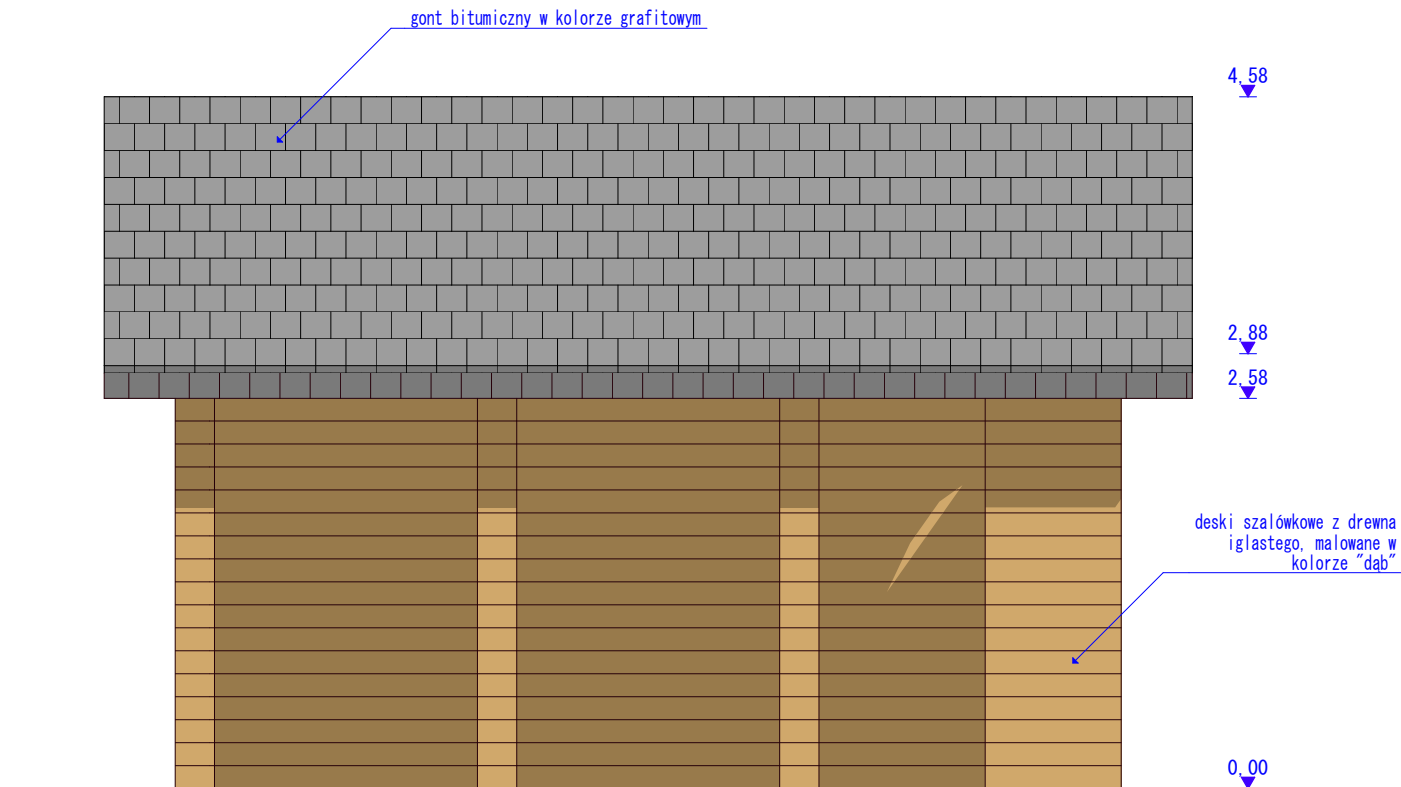 gont bitumiczny w kolorze grafitowym
4,58
2,88
2,58
deski szalówkowe z drewna
iglastego, malowane w
kolorze "dąb"
0,00